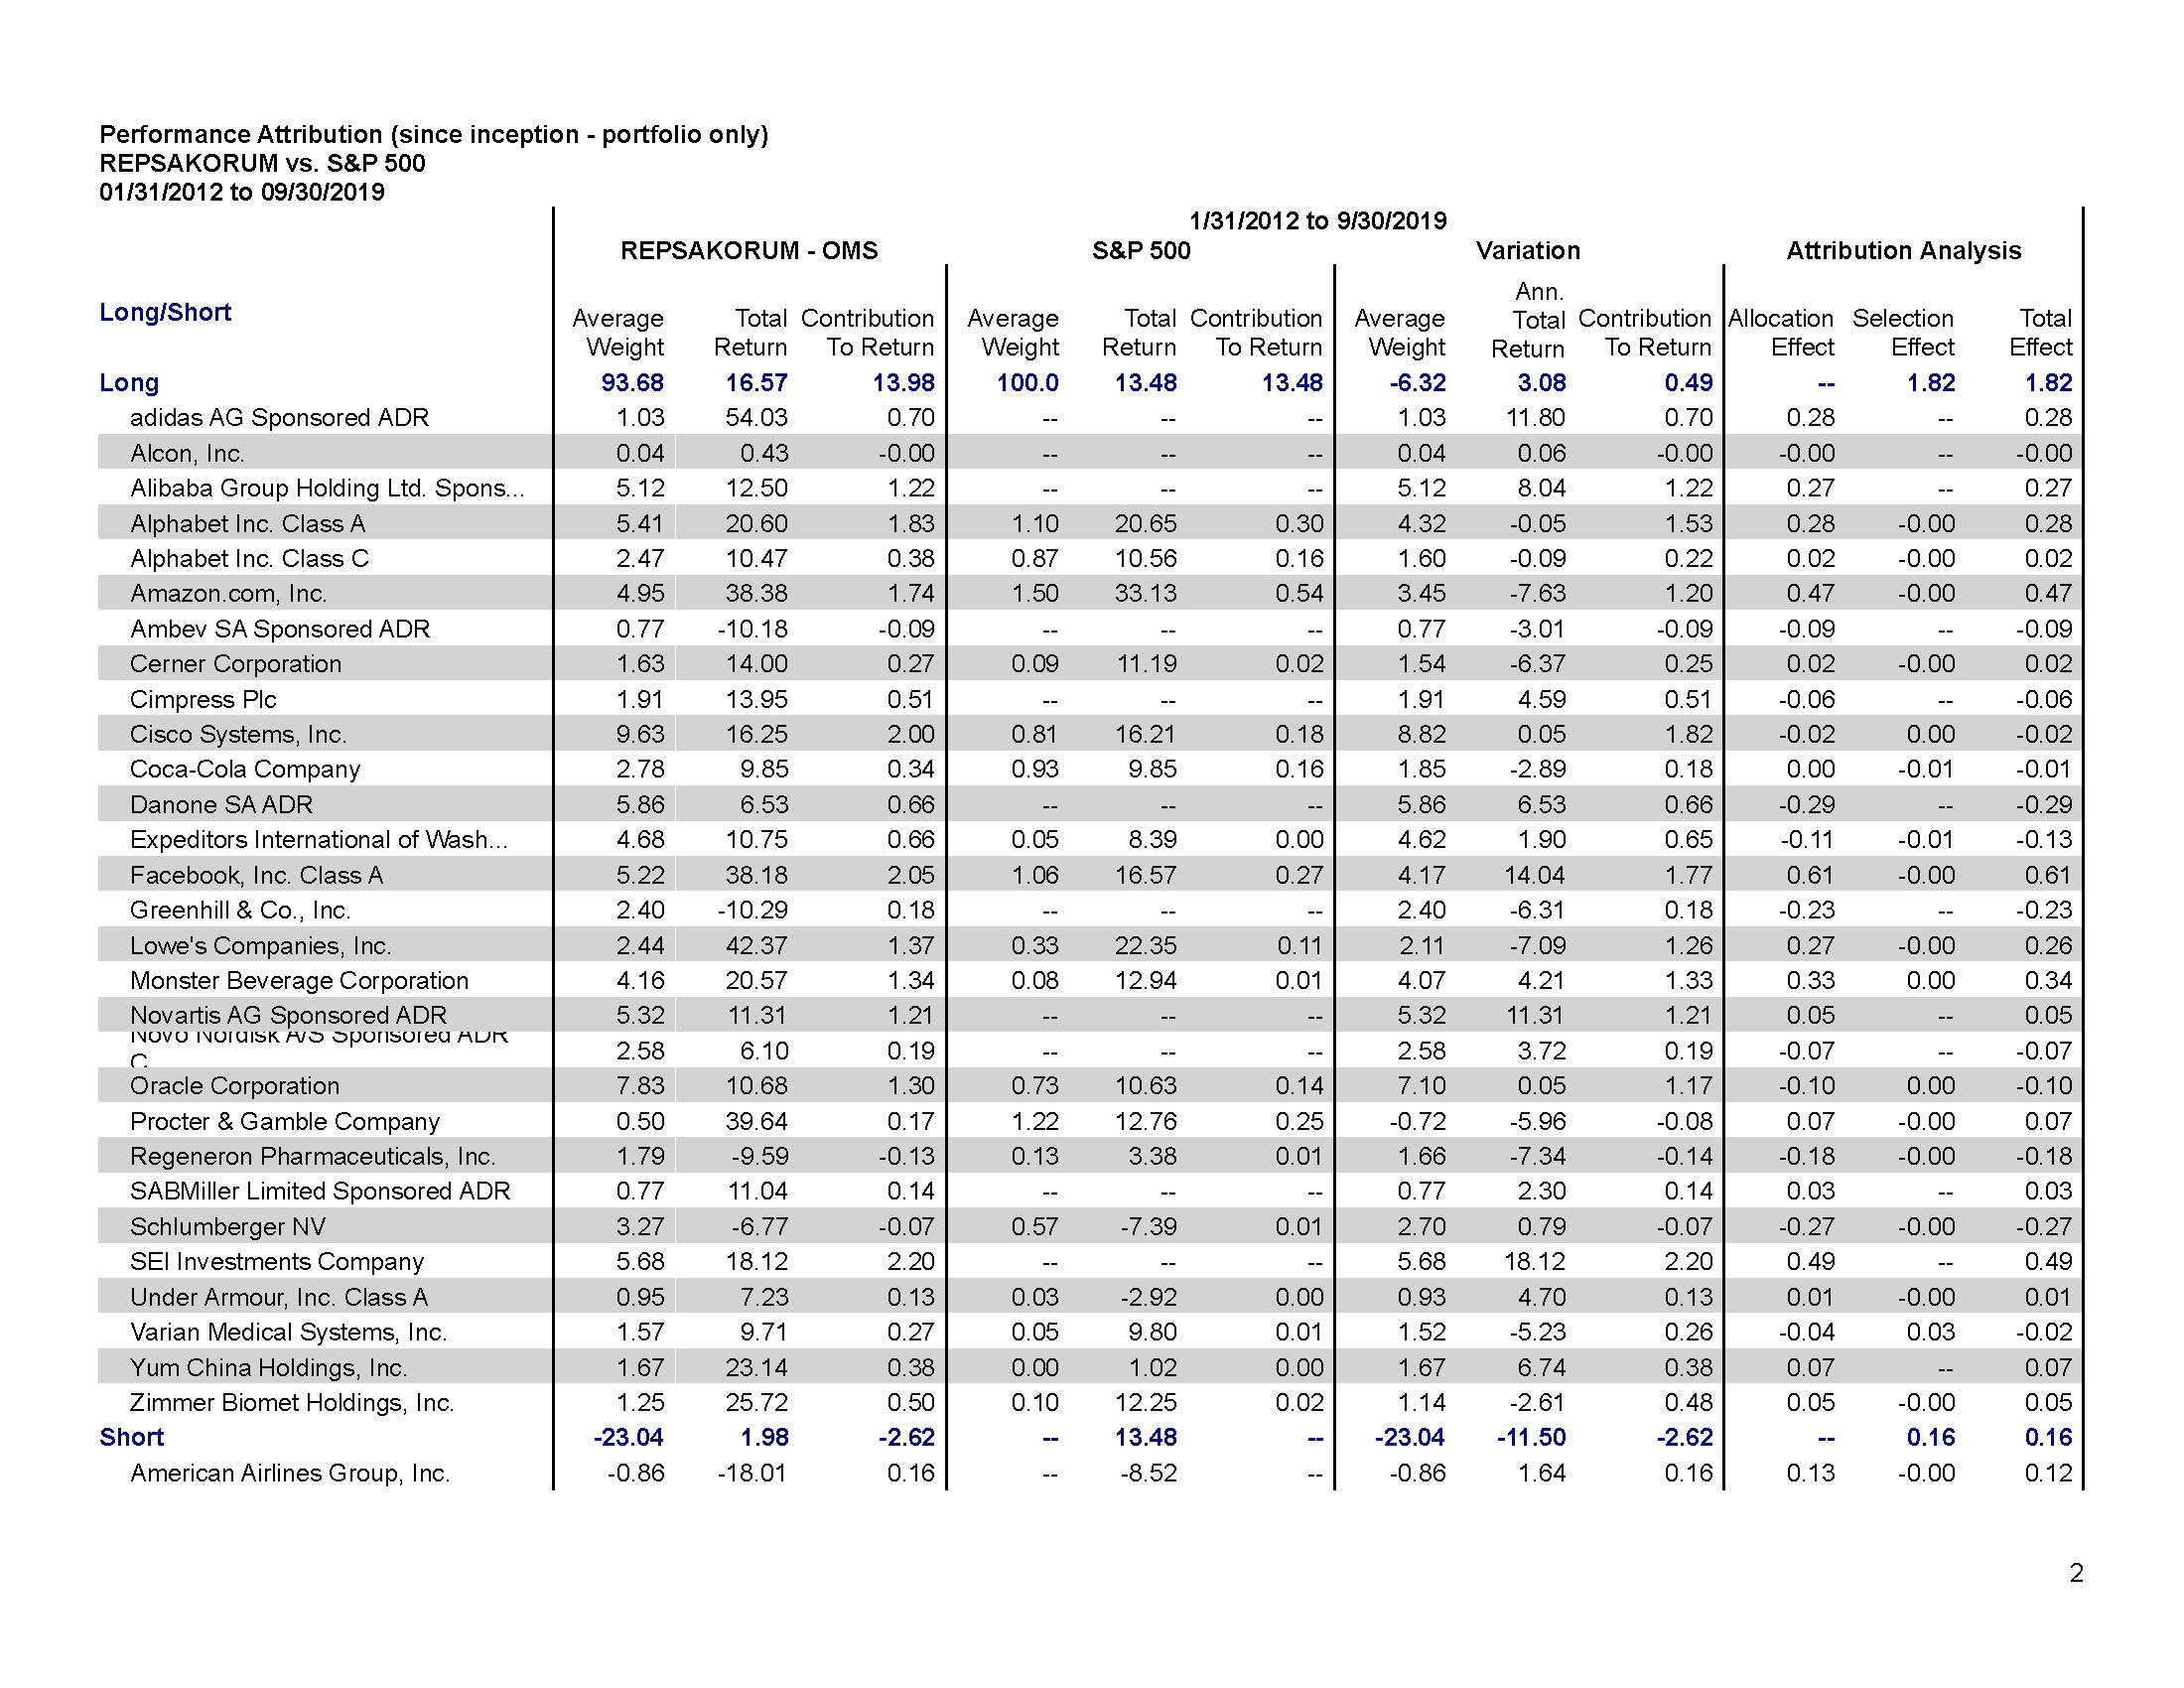 Performance Attribution (since inception - portfolio only)
REPSAKORUM vs. S&P 500
01/31/2012 to 09/30/2019
1/31/2012 to 9/30/2019
REPSAKORUM - OMS S&P 500 Variation Attribution Analysis
Long/Short Average Weight Total Return Contribution To Return Average Weight Total Return Contribution To Return Average Weight Ann. Total Return Contribution To Return Allocation Effect Selection Effect Total Effect
Long 93.68 16.57 13.98 100.0 13.48 13.48 -6.32 3.08 0.49 -- 1.82 1.82
adidas AG Sponsored ADR 1.03 54.03 0.70 -- -- -- 1.03 11.80 0.70 0.28 -- 0.28
Alcon, Inc. 0.04 0.43 -0.00 -- -- -- 0.04 0.06 -0.00 -0.00 -- -0.00
Alibaba Group Holding Ltd. Spons... 5.12 12.50 1.22 -- -- -- 5.12 8.04 1.22 0.27 -- 0.27
Alphabet Inc. Class A 5.41 20.60 1.83 1.10 20.65 0.30 4.32 -0.05 1.53 0.28 -0.00 0.28
Alphabet Inc. Class C 2.47 10.47 0.38 0.87 10.56 0.16 1.60 -0.09 0.22 0.02 -0.00 0.02
Amazon.com, Inc. 4.95 38.38 1.74 1.50 33.13 0.54 3.45 -7.63 1.20 0.47 -0.00 0.47
Ambev SA Sponsored ADR 0.77 -10.18 -0.09 -- -- -- 0.77 -3.01 -0.09 -0.09 -- -0.09
Cerner Corporation 1.63 14.00 0.27 0.09 11.19 0.02 1.54 -6.37 0.25 0.02 -0.00 0.02
Cimpress Plc 1.91 13.95 0.51 -- -- -- 1.91 4.59 0.51 -0.06 -- -0.06
Cisco Systems, Inc. 9.63 16.25 2.00 0.81 16.21 0.18 8.82 0.05 1.82 -0.02 0.00 -0.02
Coca-Cola Company 2.78 9.85 0.34 0.93 9.85 0.16 1.85 -2.89 0.18 0.00 -0.01 -0.01
Danone SA ADR 5.86 6.53 0.66 -- -- -- 5.86 6.53 0.66 -0.29 -- -0.29
Expeditors International of Wash... 4.68 10.75 0.66 0.05 8.39 0.00 4.62 1.90 0.65 -0.11 -0.01 -0.13
Facebook, Inc. Class A 5.22 38.18 2.05 1.06 16.57 0.27 4.17 14.04 1.77 0.61 -0.00 0.61
Greenhill & Co., Inc. 2.40 -10.29 0.18 -- -- -- 2.40 -6.31 0.18 -0.23 -- -0.23
Lowe's Companies, Inc. 2.44 42.37 1.37 0.33 22.35 0.11 2.11 -7.09 1.26 0.27 -0.00 0.26
Monster Beverage Corporation 4.16 20.57 1.34 0.08 12.94 0.01 4.07 4.21 1.33 0.33 0.00 0.34
Novartis AG Sponsored ADR 5.32 11.31 1.21 -- -- -- 5.32 11.31 1.21 0.05 -- 0.05
Novo Nordisk A/S Sponsored ADR C 2.58 6.10 0.19 -- -- -- 2.58 3.72 0.19 -0.07 -- -0.07
Oracle Corporation 7.83 10.68 1.30 0.73 10.63 0.14 7.10 0.05 1.17 -0.10 0.00 -0.10
Procter & Gamble Company 0.50 39.64 0.17 1.22 12.76 0.25 -0.72 -5.96 -0.08 0.07 -0.00 0.07
Regeneron Pharmaceuticals, Inc. 1.79 -9.59 -0.13 0.13 3.38 0.01 1.66 -7.34 -0.14 -0.18 -0.00 -0.18
SABMiller Limited Sponsored ADR 0.77 11.04 0.14 -- -- -- 0.77 2.30 0.14 0.03 -- 0.03
Schlumberger NV 3.27 -6.77 -0.07 0.57 -7.39 0.01 2.70 0.79 -0.07 -0.27 -0.00 -0.27
SEI Investments Company 5.68 18.12 2.20 -- -- -- 5.68 18.12 2.20 0.49 -- 0.49
Under Armour, Inc. Class A 0.95 7.23 0.13 0.03 -2.92 0.00 0.93 4.70 0.13 0.01 -0.00 0.01
Varian Medical Systems, Inc. 1.57 9.71 0.27 0.05 9.80 0.01 1.52 -5.23 0.26 -0.04 0.03 -0.02
Yum China Holdings, Inc. 1.67 23.14 0.38 0.00 1.02 0.00 1.67 6.74 0.38 0.07 -- 0.07
Zimmer Biomet Holdings, Inc. 1.25 25.72 0.50 0.10 12.25 0.02 1.14 -2.61 0.48 0.05 -0.00 0.05
Short -23.04 1.98 -2.62 -- 13.48 -- -23.04 -11.50 -2.62 -- 0.16 0.16
American Airlines Group, Inc. -0.86 -18.01 0.16 -- -8.52 -- -0.86 1.64 0.16 0.13 -0.00 0.12
2